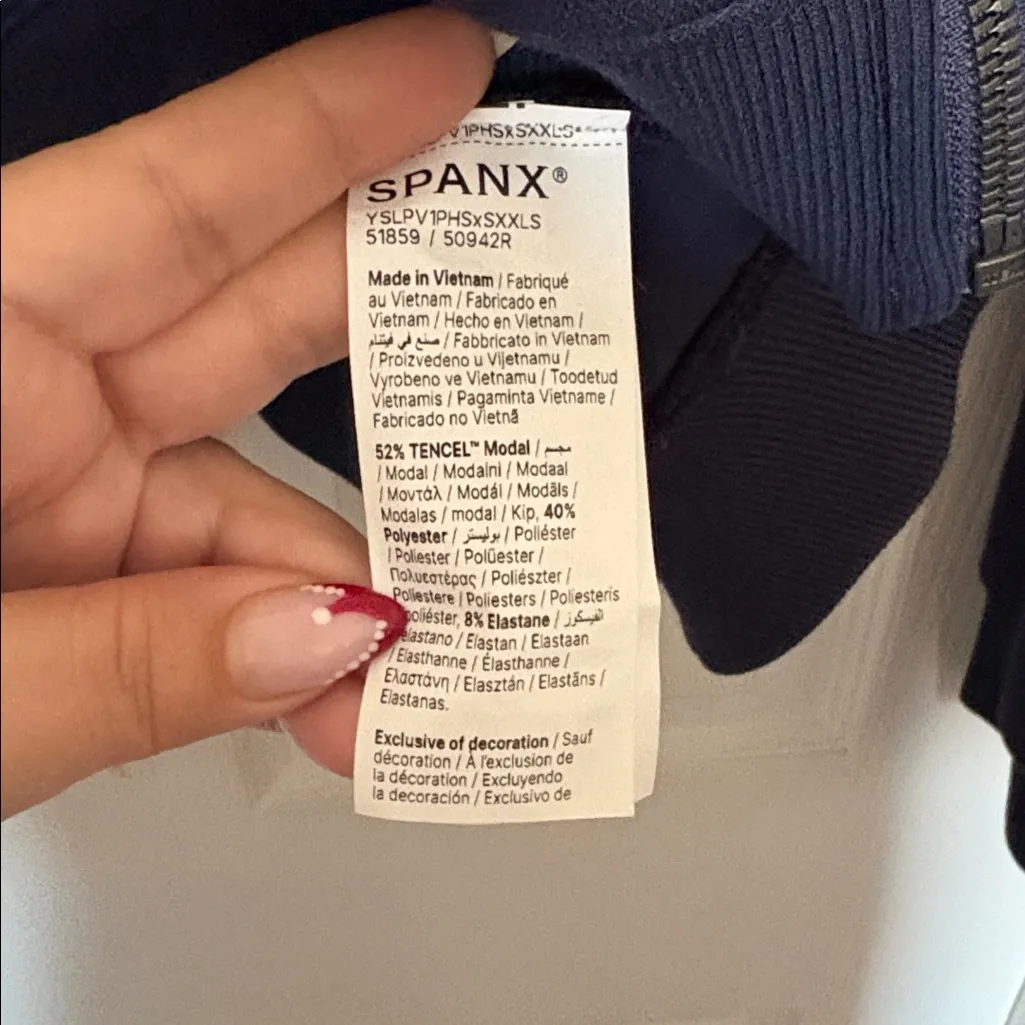 V1PHSxSXXLS
SPANX®
YSLPV1PHSxSXXLS
51859 / 50942R
Made in Vietnam / Fabriqué
au Vietnam / Fabricado en
Vietnam / Hecho en Vietnam /
صنع في فيتنام / Fabbricato in Vietnam
/ Proizvedeno u Vijetnamu /
Vyrobeno ve Vietnamu / Toodetud
Vietnamis / Pagaminta Vietname /
Fabricado no Vietnã
52% TENCEL™ Modal /
/ Modal / Modalni / Modaal
/ Μοντάλ / Modál / Modāls /
Modalas / modal / Kip, 40%
Polyester / بوليستر / Poliéster
/ Poliester / Polüester /
Πολυεστέρας / Poliészter /
Poliestere / Poliesters / Poliesteris
poliéster, 8% Elastane /
elastano / Elastan / Elastaan
/ Elasthanne / Élasthanne /
Ελαστάνη / Elasztán / Elastāns /
Elastanas.
Exclusive of decoration / Sauf
décoration / À l'exclusion de
la décoration / Excluyendo
la decoración / Exclusivo de